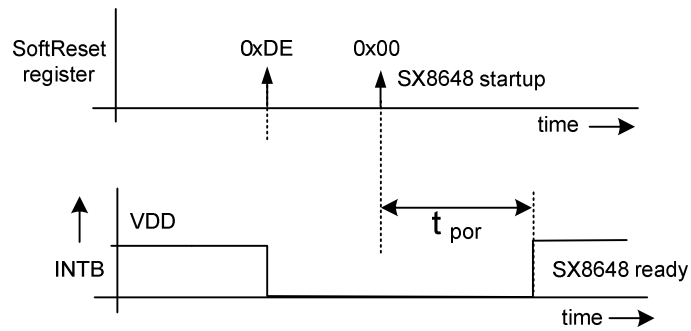 SoftReset
register
0xDE
0x00
SX8648 startup
time
VDD
INTB
t por
SX8648 ready
time